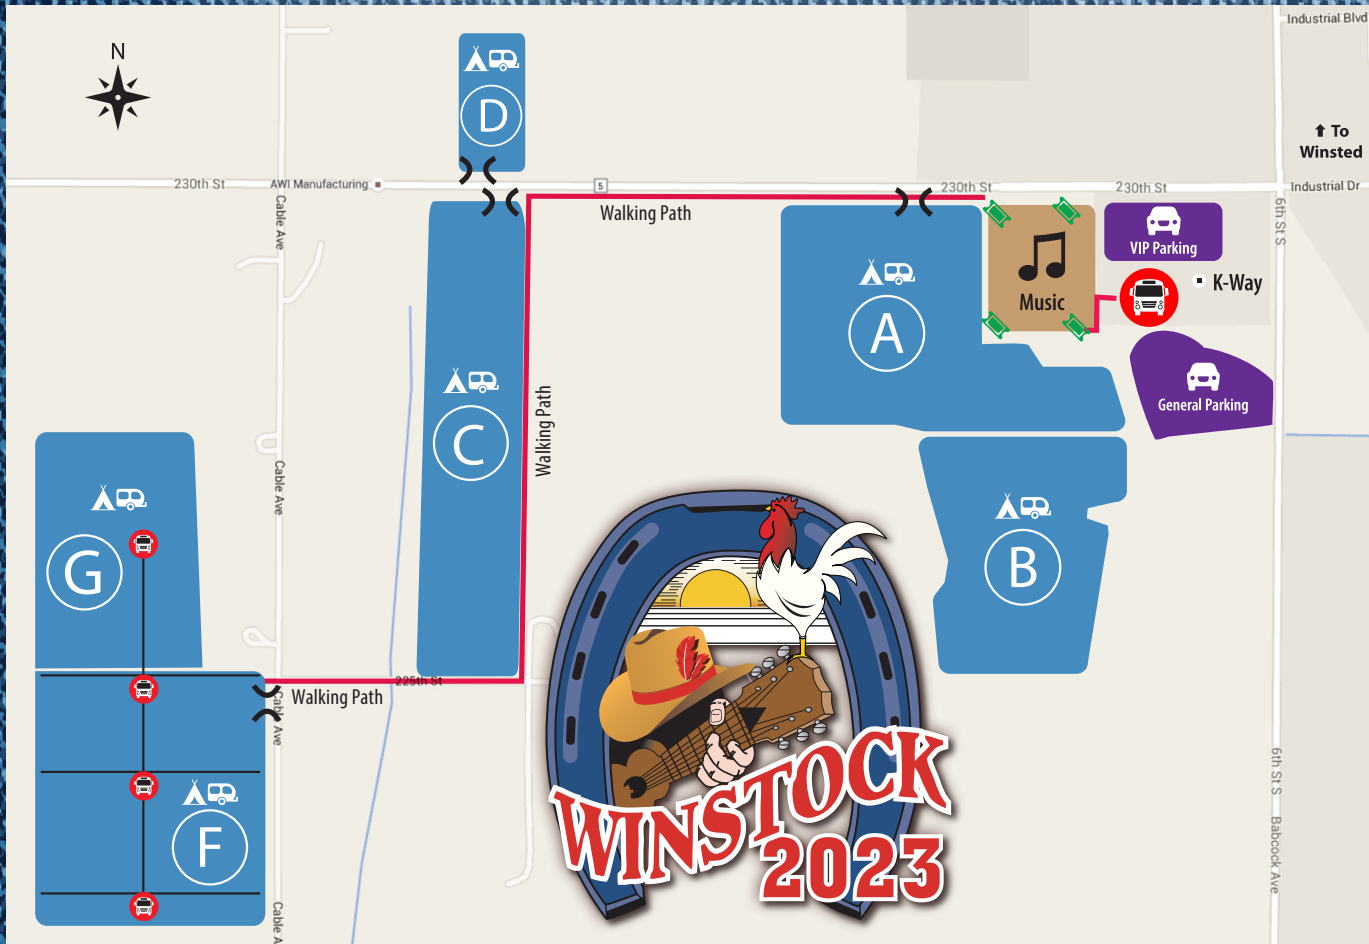 Industrial Blvd
N
D
To
Winsted
230th St
AWI Manufacturing
5
230th St
230th St
Industrial Dr
Cable Ave
Walking Path
6th St S
VIP Parking
K-Way
Music
A
General Parking
C
Walking Path
Cable Ave
G
B
225th St
Walking Path
Cable Ave
F
WINSTOCK
2023
6th St S
Babcock Ave
Cable A